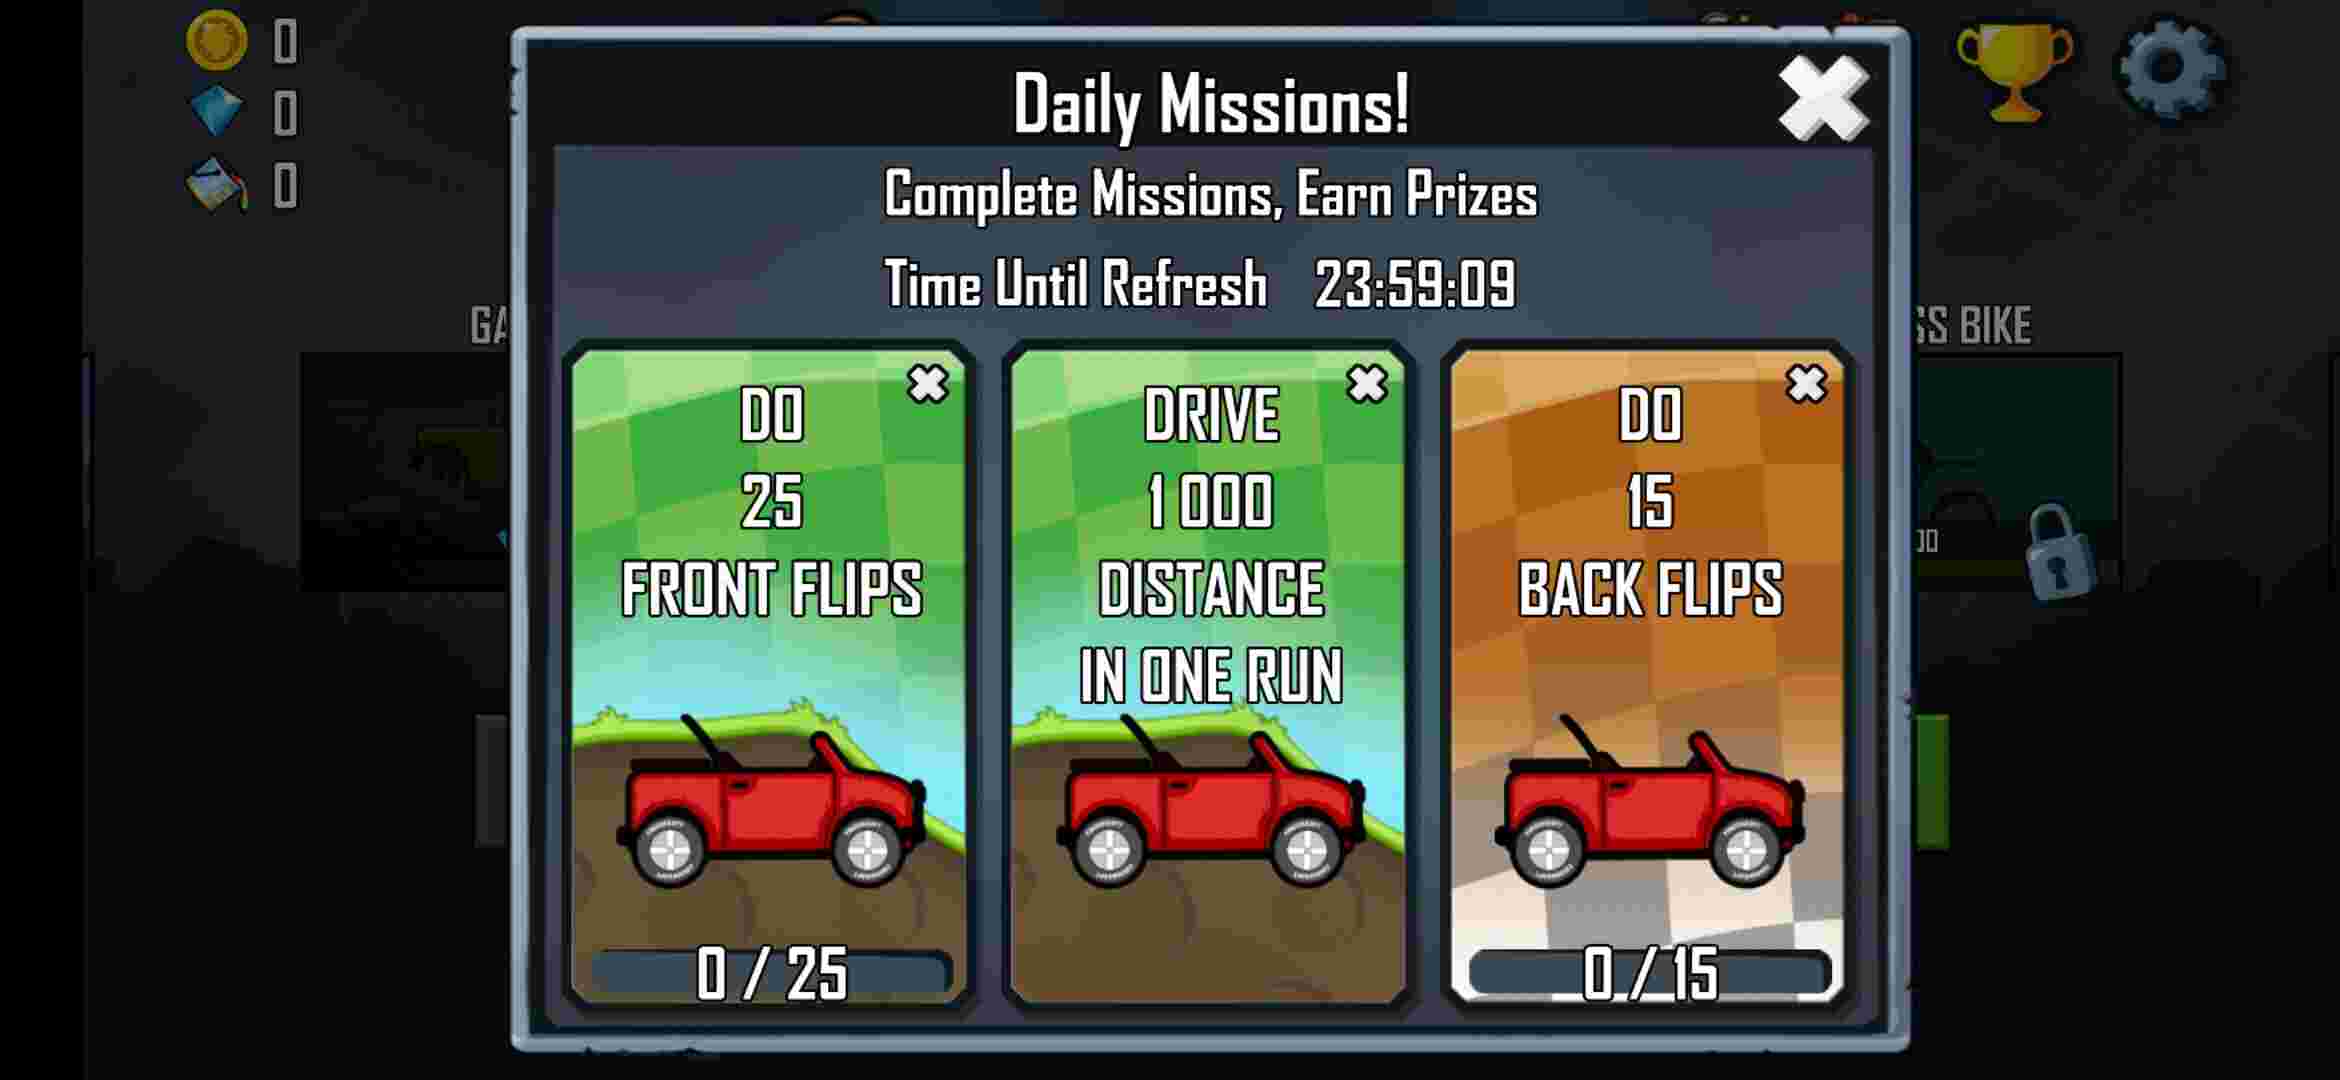 0
0
0
Daily Missions!
Complete Missions, Earn Prizes
Time Until Refresh 23:59:09
GA
SS BIKE
DO
25
FRONT FLIPS
0 / 25
DRIVE
1 000
DISTANCE
IN ONE RUN
DO
15
BACK FLIPS
0 / 15